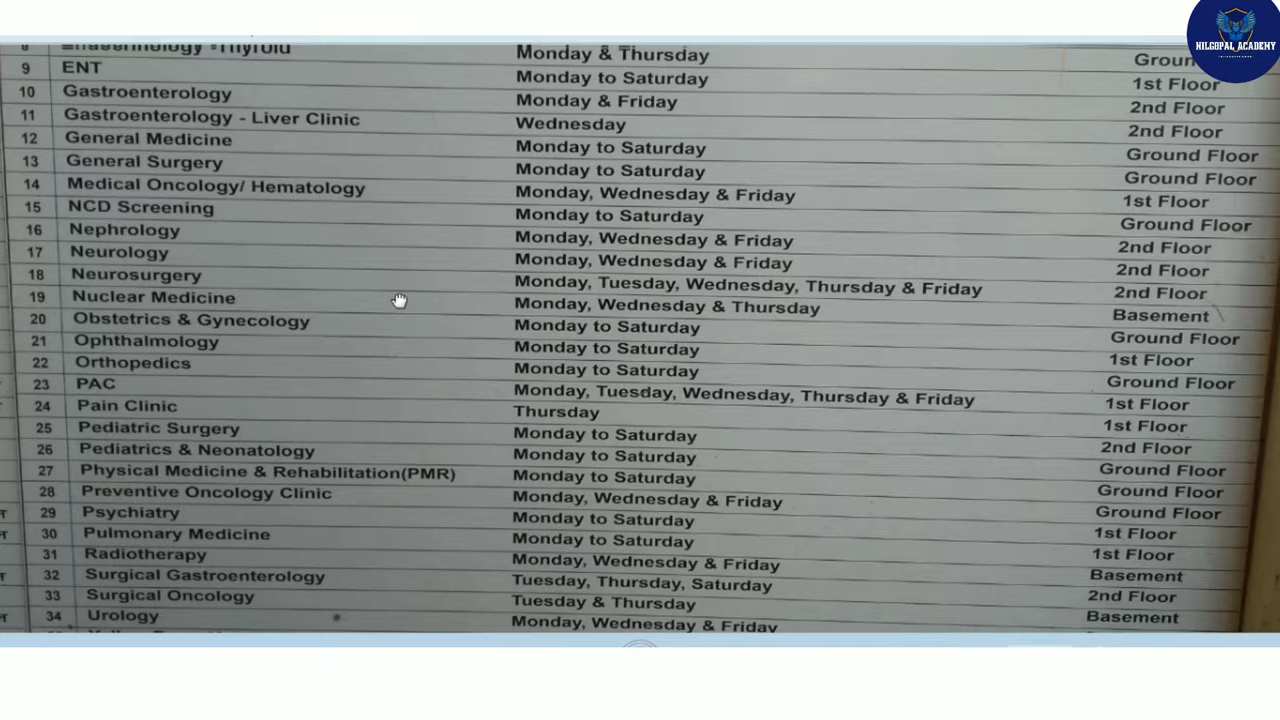 NILGOPAL ACADEMY
Monday & Thursday
9 ENT Monday to Saturday 1st Floor
10 Gastroenterology Monday & Friday 2nd Floor
11 Gastroenterology - Liver Clinic Wednesday 2nd Floor
12 General Medicine Monday to Saturday Ground Floor
13 General Surgery Monday to Saturday Ground Floor
14 Medical Oncology/ Hematology Monday, Wednesday & Friday 1st Floor
15 NCD Screening Monday to Saturday Ground Floor
16 Nephrology Monday, Wednesday & Friday 2nd Floor
17 Neurology Monday, Wednesday & Friday 2nd Floor
18 Neurosurgery Monday, Tuesday, Wednesday, Thursday & Friday 2nd Floor
19 Nuclear Medicine Monday, Wednesday & Thursday Basement
20 Obstetrics & Gynecology Monday to Saturday Ground Floor
21 Ophthalmology Monday to Saturday 1st Floor
22 Orthopedics Monday to Saturday Ground Floor
23 PAC Monday, Tuesday, Wednesday, Thursday & Friday 1st Floor
24 Pain Clinic Thursday 1st Floor
25 Pediatric Surgery Monday to Saturday 2nd Floor
26 Pediatrics & Neonatology Monday to Saturday Ground Floor
27 Physical Medicine & Rehabilitation(PMR) Monday to Saturday Ground Floor
28 Preventive Oncology Clinic Monday, Wednesday & Friday Ground Floor
29 Psychiatry Monday to Saturday 1st Floor
30 Pulmonary Medicine Monday to Saturday 1st Floor
31 Radiotherapy Monday, Wednesday & Friday Basement
32 Surgical Gastroenterology Tuesday, Thursday, Saturday 2nd Floor
33 Surgical Oncology Tuesday & Thursday Basement
34 Urology Monday, Wednesday & Friday